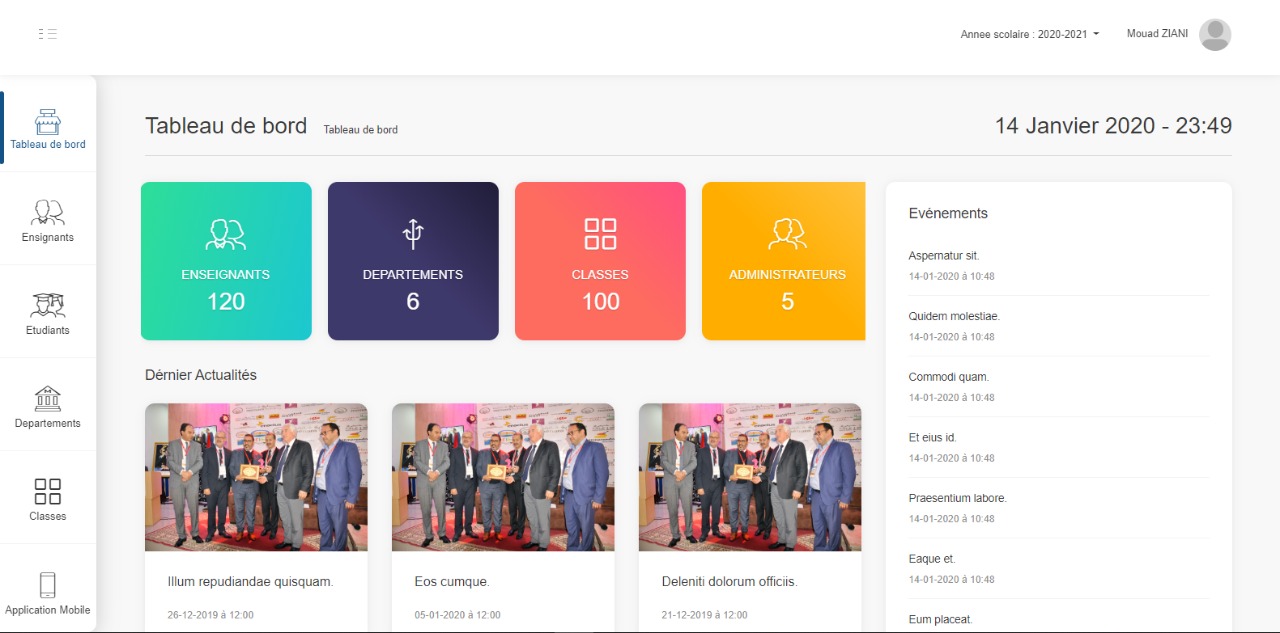 Annee scolaire : 2020-2021
Mouad ZIANI
Tableau de bord
Ensignants
Etudiants
Departements
Classes
Application Mobile
Tableau de bord Tableau de bord
14 Janvier 2020 - 23:49
ENSEIGNANTS
120
DEPARTEMENTS
6
CLASSES
100
ADMINISTRATEURS
5
Dérnier Actualités
Illum repudiandae quisquam.
26-12-2019 à 12:00
Eos cumque.
05-01-2020 à 12:00
Deleniti dolorum officiis.
21-12-2019 à 12:00
Evénements
Aspernatur sit.
14-01-2020 à 10:48
Quidem molestiae.
14-01-2020 à 10:48
Commodi quam.
14-01-2020 à 10:48
Et eius id.
14-01-2020 à 10:48
Praesentium labore.
14-01-2020 à 10:48
Eaque et.
14-01-2020 à 10:48
Eum placeat.